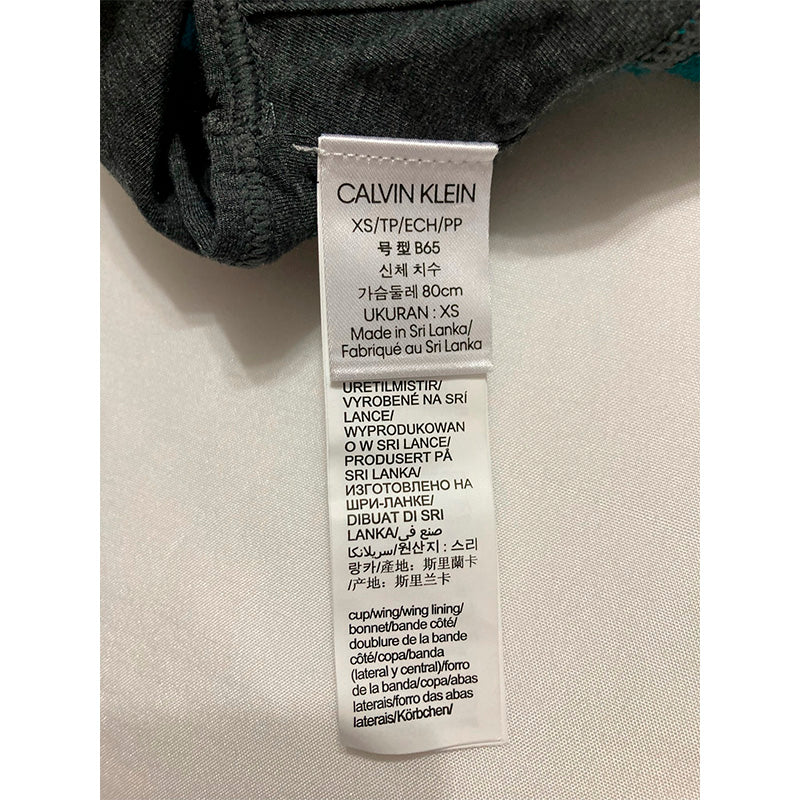 CALVIN KLEIN
XS/TP/ECH/PP
号型 B65
신체 치수
가슴둘레 80cm
UKURAN : XS
Made in Sri Lanka/
Fabriqué au Sri Lanka
ÜRETİLMİŞTİR/
VYROBENÉ NA SRÍ
LANCE/
WYPRODUKOWAN
O W SRI LANCE/
PRODUSERT PÅ
SRI LANKA/
ИЗГОТОВЛЕНО НА
ШРИ-ЛАНКЕ/
DIBUAT DI SRI
LANKA/صنع في
سريلانكا/원산지 : 스리
랑카/產地：斯里蘭卡
/产地：斯里兰卡
cup/wing/wing lining/
bonnet/bande côté/
doublure de la bande
côté/copa/banda
(lateral y central)/forro
de la banda/copa/abas
laterais/forro das abas
laterais/Körbchen/